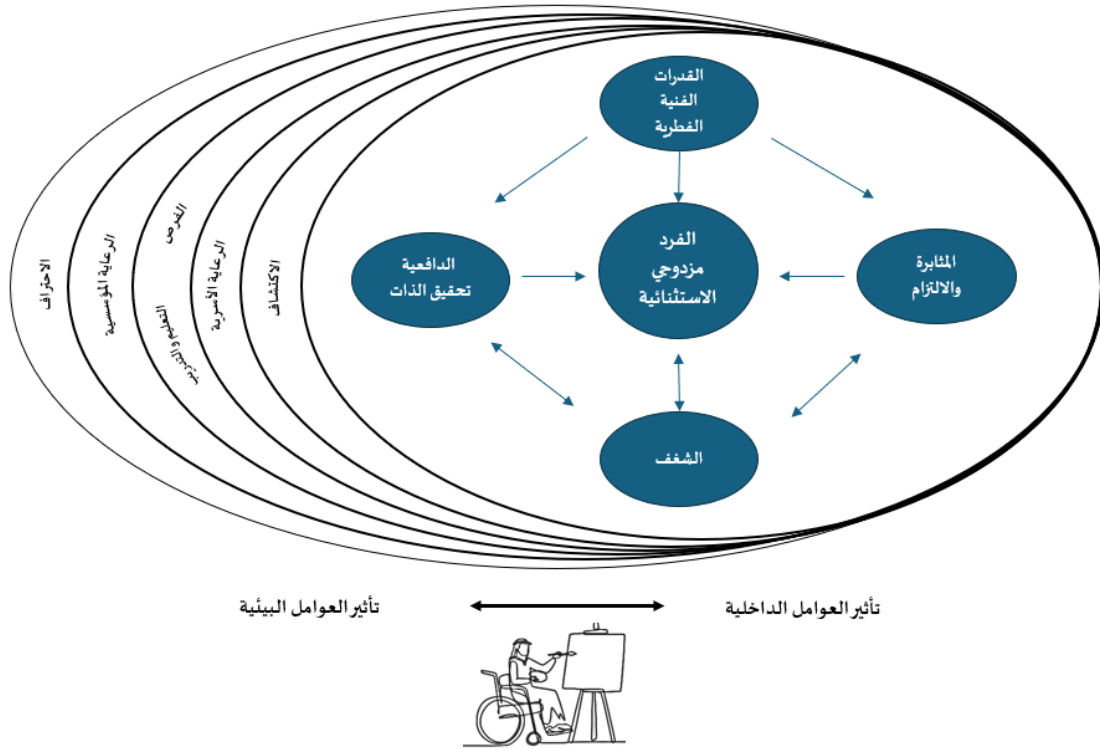 القدرات
الفنية
الفطرية
الفرد
مزدوجي
الاستثنائية
المثابرة
والالتزام
الدافعية
تحقيق الذات
الشغف
الاكتشاف
الرعاية الأسرية
الفرص
التعليم والتدريب
الرعاية المؤسسية
الاحتراف
تأثير العوامل الداخلية
تأثير العوامل البيئية